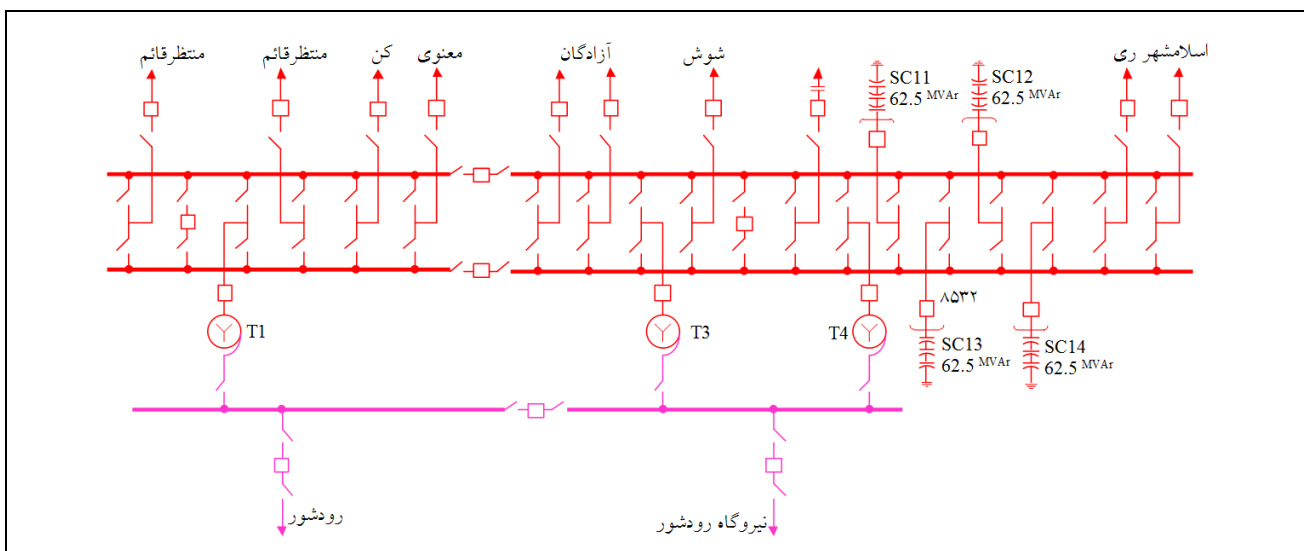 منتظرقائم
منتظرقائم
کن
معنوی
آزادگان
شوش
SC11
62.5 MVAr
SC12
62.5 MVAr
اسلامشهر ری
T1
T3
T4
۸۵۳۲
SC13
62.5 MVAr
SC14
62.5 MVAr
رودشور
نیروگاه رودشور